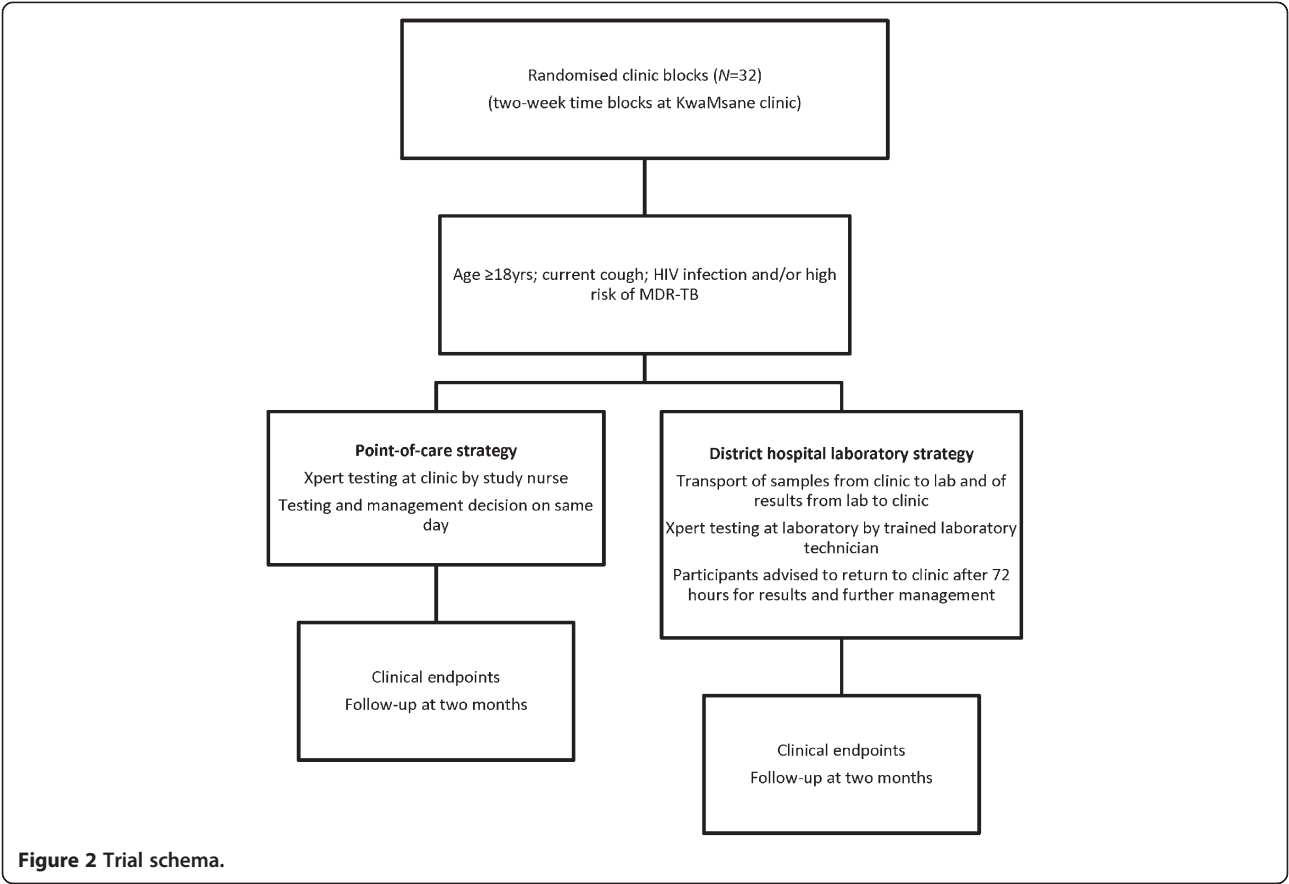 Randomised clinic blocks (N=32)
(two-week time blocks at KwaMsane clinic)
Age ≥18yrs; current cough; HIV infection and/or high
risk of MDR-TB
Point-of-care strategy
Xpert testing at clinic by study nurse
Testing and management decision on same
day
District hospital laboratory strategy
Transport of samples from clinic to lab and of
results from lab to clinic
Xpert testing at laboratory by trained laboratory
technician
Participants advised to return to clinic after 72
hours for results and further management
Clinical endpoints
Follow-up at two months
Clinical endpoints
Follow-up at two months
Figure 2 Trial schema.